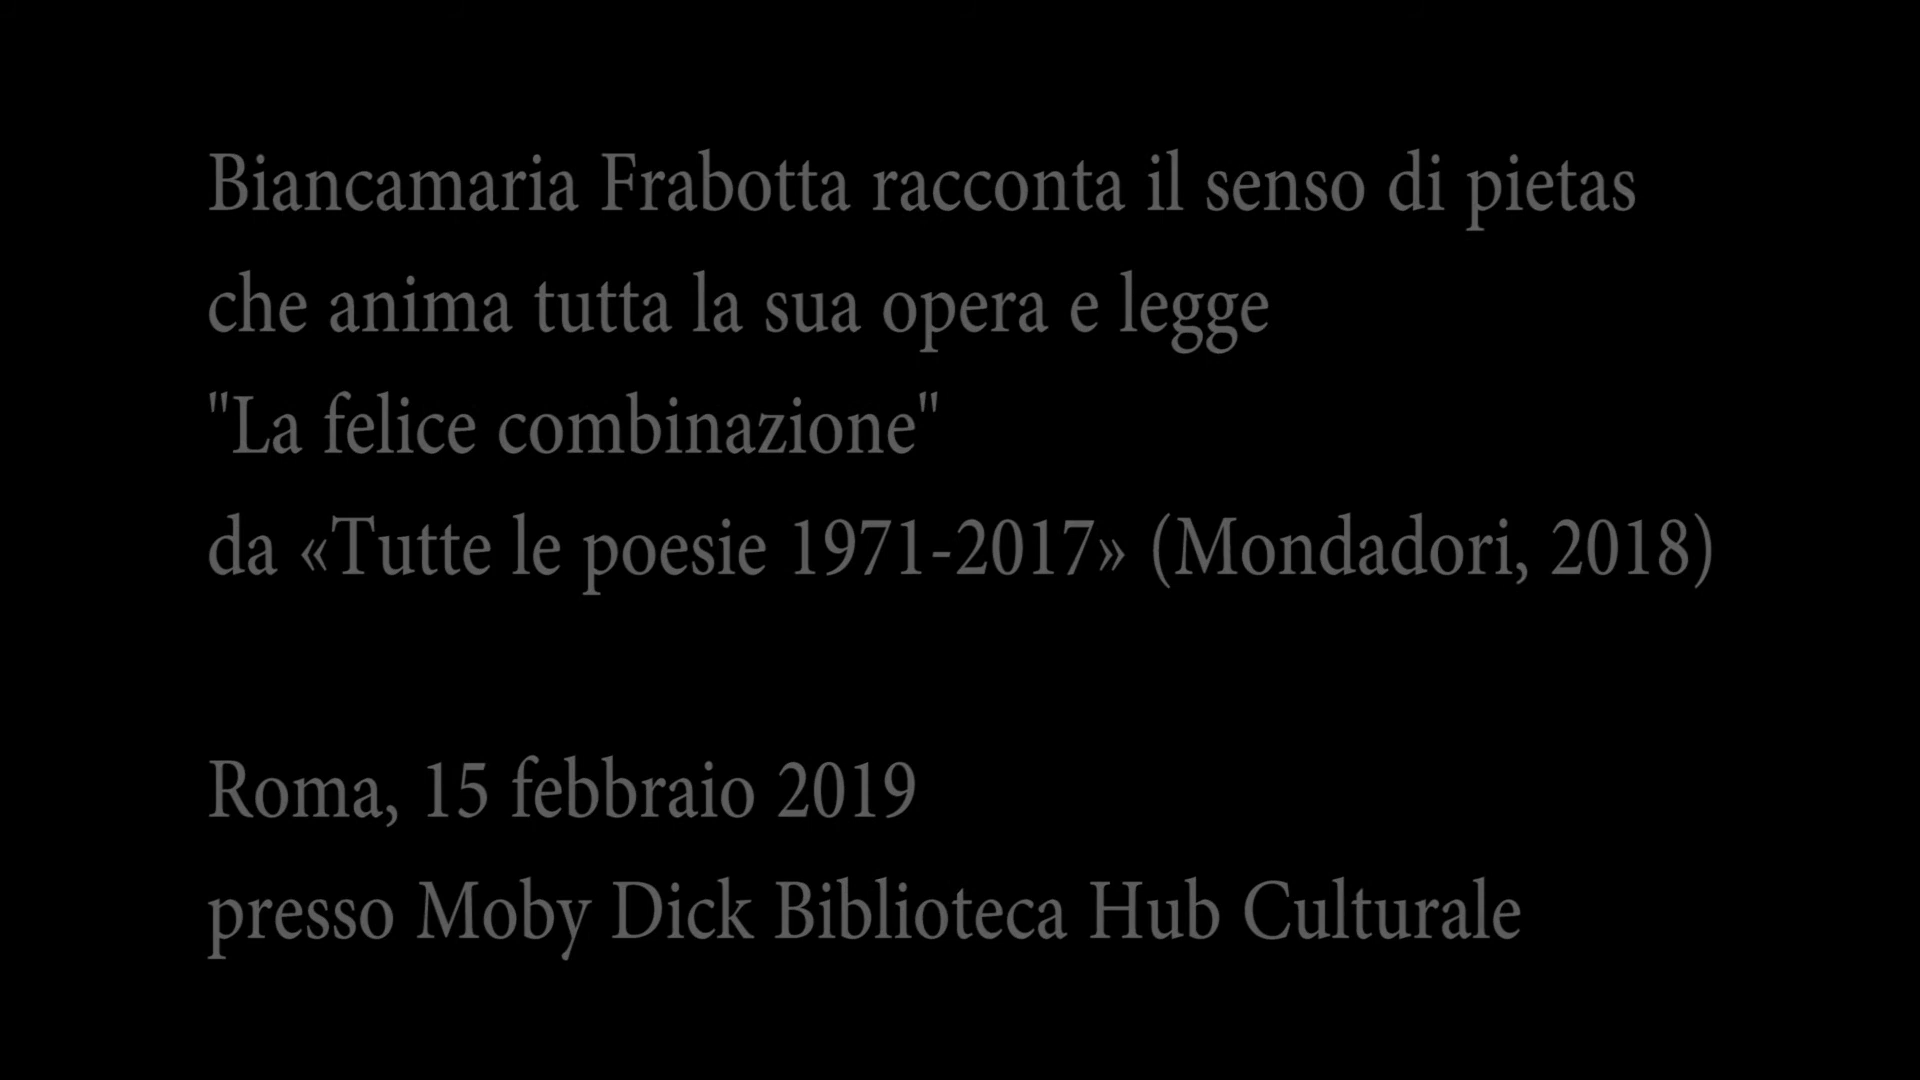 Biancamaria Frabotta racconta il senso di pietas
che anima tutta la sua opera e legge
"La felice combinazione"
da «Tutte le poesie 1971-2017» (Mondadori, 2018)
Roma, 15 febbraio 2019
presso Moby Dick Biblioteca Hub Culturale